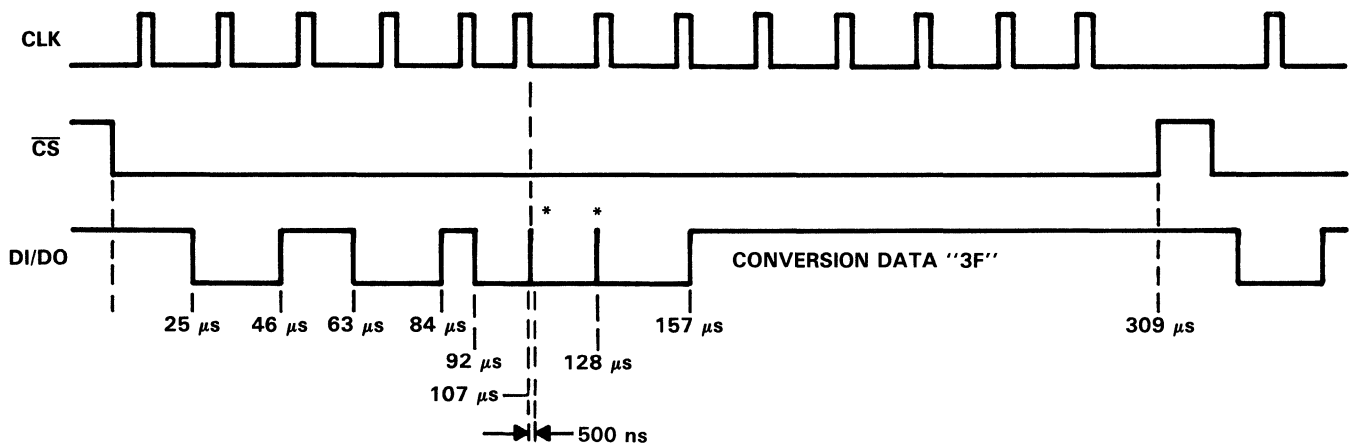 CLK
CS
* *
DI/DO
CONVERSION DATA ''3F''
25 μs 46 μs 63 μs 84 μs 157 μs 309 μs
92 μs 128 μs
107 μs
500 ns